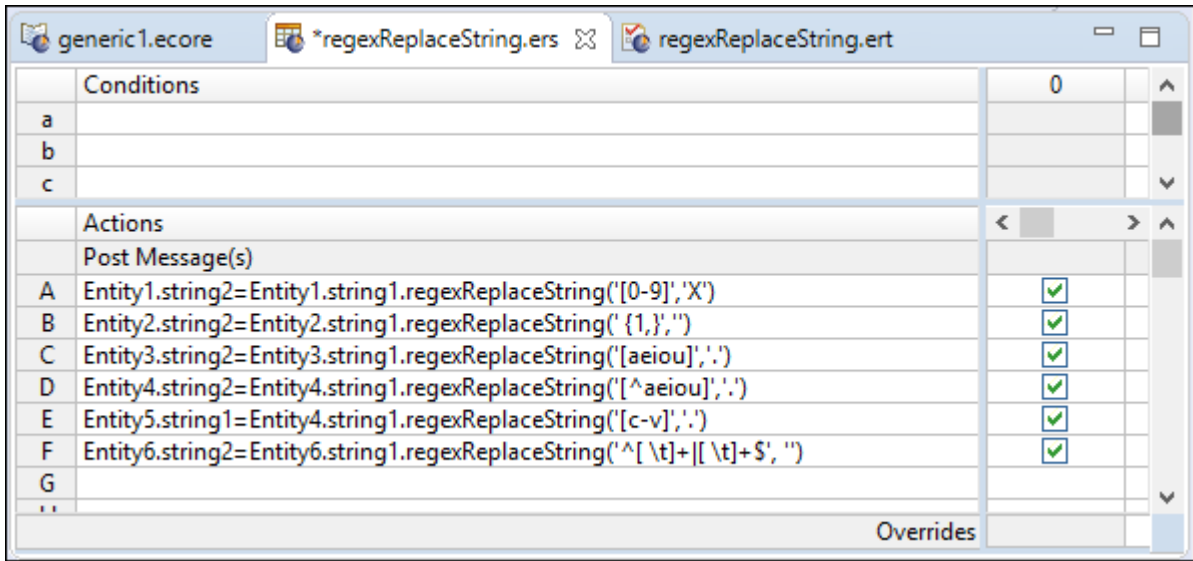 generic1.ecore *regexReplaceString.ers regexReplaceString.ert
Conditions 0
a
b
c
Actions
Post Message(s)
A Entity1.string2=Entity1.string1.regexReplaceString('[0-9]','X')
B Entity2.string2=Entity2.string1.regexReplaceString(' {1,}','')
C Entity3.string2=Entity3.string1.regexReplaceString('[aeiou]','.')
D Entity4.string2=Entity4.string1.regexReplaceString('[^aeiou]','.')
E Entity5.string1=Entity4.string1.regexReplaceString('[c-v]','.')
F Entity6.string2=Entity6.string1.regexReplaceString('^[ \t]+|[ \t]+$', '')
G
Overrides